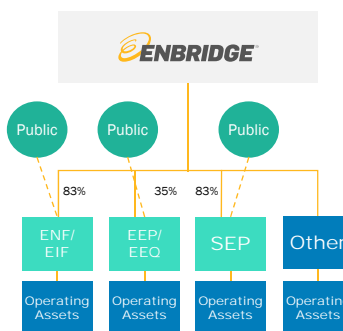 ENBRIDGE
Public
Public
Public
83%
35%
83%
ENF/
EIF
EEP/
EEQ
SEP
Other
Operating
Assets
Operating
Assets
Operating
Assets
Operating
Assets